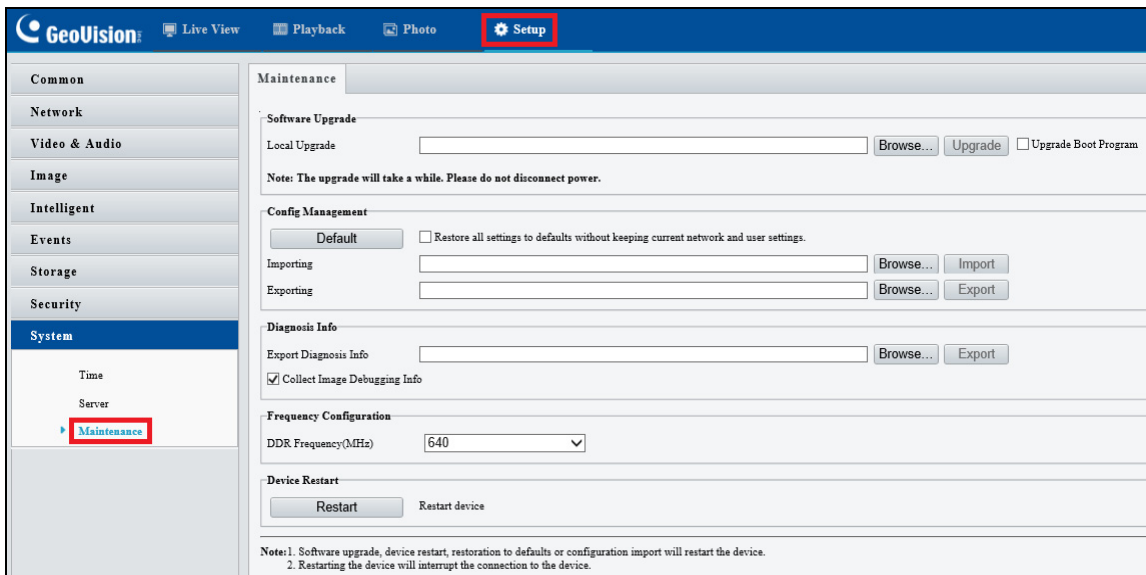 GeoVision
Live View
Playback
Photo
Setup
Common
Network
Video & Audio
Image
Intelligent
Events
Storage
Security
System
Time
Server
Maintenance
Maintenance
Software Upgrade
Local Upgrade Browse... Upgrade Upgrade Boot Program
Note: The upgrade will take a while. Please do not disconnect power.
Config Management
Default Restore all settings to defaults without keeping current network and user settings.
Importing Browse... Import
Exporting Browse... Export
Diagnosis Info
Export Diagnosis Info Browse... Export
Collect Image Debugging Info
Frequency Configuration
DDR Frequency(MHz) 640
Device Restart
Restart Restart device
Note:1. Software upgrade, device restart, restoration to defaults or configuration import will restart the device.
2. Restarting the device will interrupt the connection to the device.